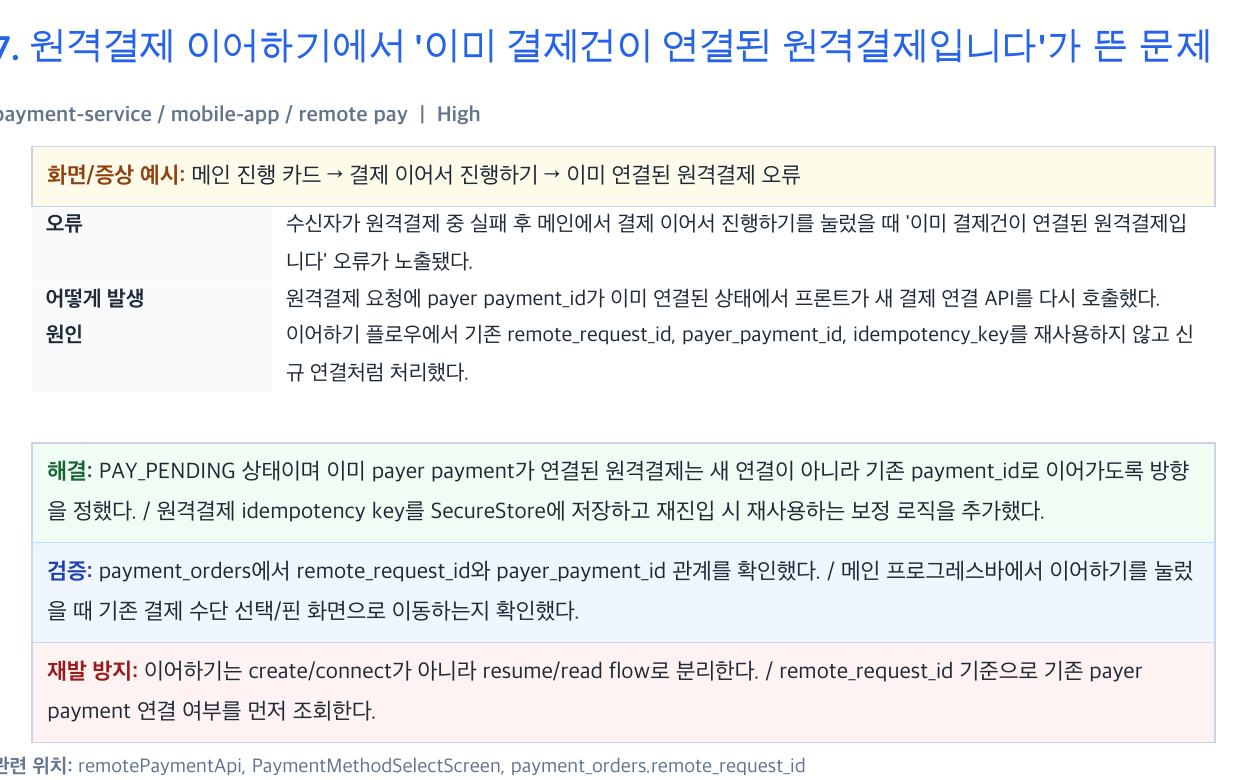 7. 원격결제 이어하기에서 '이미 결제건이 연결된 원격결제입니다'가 뜬 문제
payment-service / mobile-app / remote pay | High
화면/증상 예시: 메인 진행 카드 → 결제 이어서 진행하기 → 이미 연결된 원격결제 오류
오류 수신자가 원격결제 중 실패 후 메인에서 결제 이어서 진행하기를 눌렀을 때 '이미 결제건이 연결된 원격결제입
니다' 오류가 노출됐다.
어떻게 발생 원격결제 요청에 payer payment_id가 이미 연결된 상태에서 프론트가 새 결제 연결 API를 다시 호출했다.
원인 이어하기 플로우에서 기존 remote_request_id, payer_payment_id, idempotency_key를 재사용하지 않고 신
규 연결처럼 처리했다.
해결: PAY_PENDING 상태이며 이미 payer payment가 연결된 원격결제는 새 연결이 아니라 기존 payment_id로 이어가도록 방향
을 정했다. / 원격결제 idempotency key를 SecureStore에 저장하고 재진입 시 재사용하는 보정 로직을 추가했다.
검증: payment_orders에서 remote_request_id와 payer_payment_id 관계를 확인했다. / 메인 프로그레스바에서 이어하기를 눌렀
을 때 기존 결제 수단 선택/핀 화면으로 이동하는지 확인했다.
재발 방지: 이어하기는 create/connect가 아니라 resume/read flow로 분리한다. / remote_request_id 기준으로 기존 payer
payment 연결 여부를 먼저 조회한다.
관련 위치: remotePaymentApi, PaymentMethodSelectScreen, payment_orders.remote_request_id